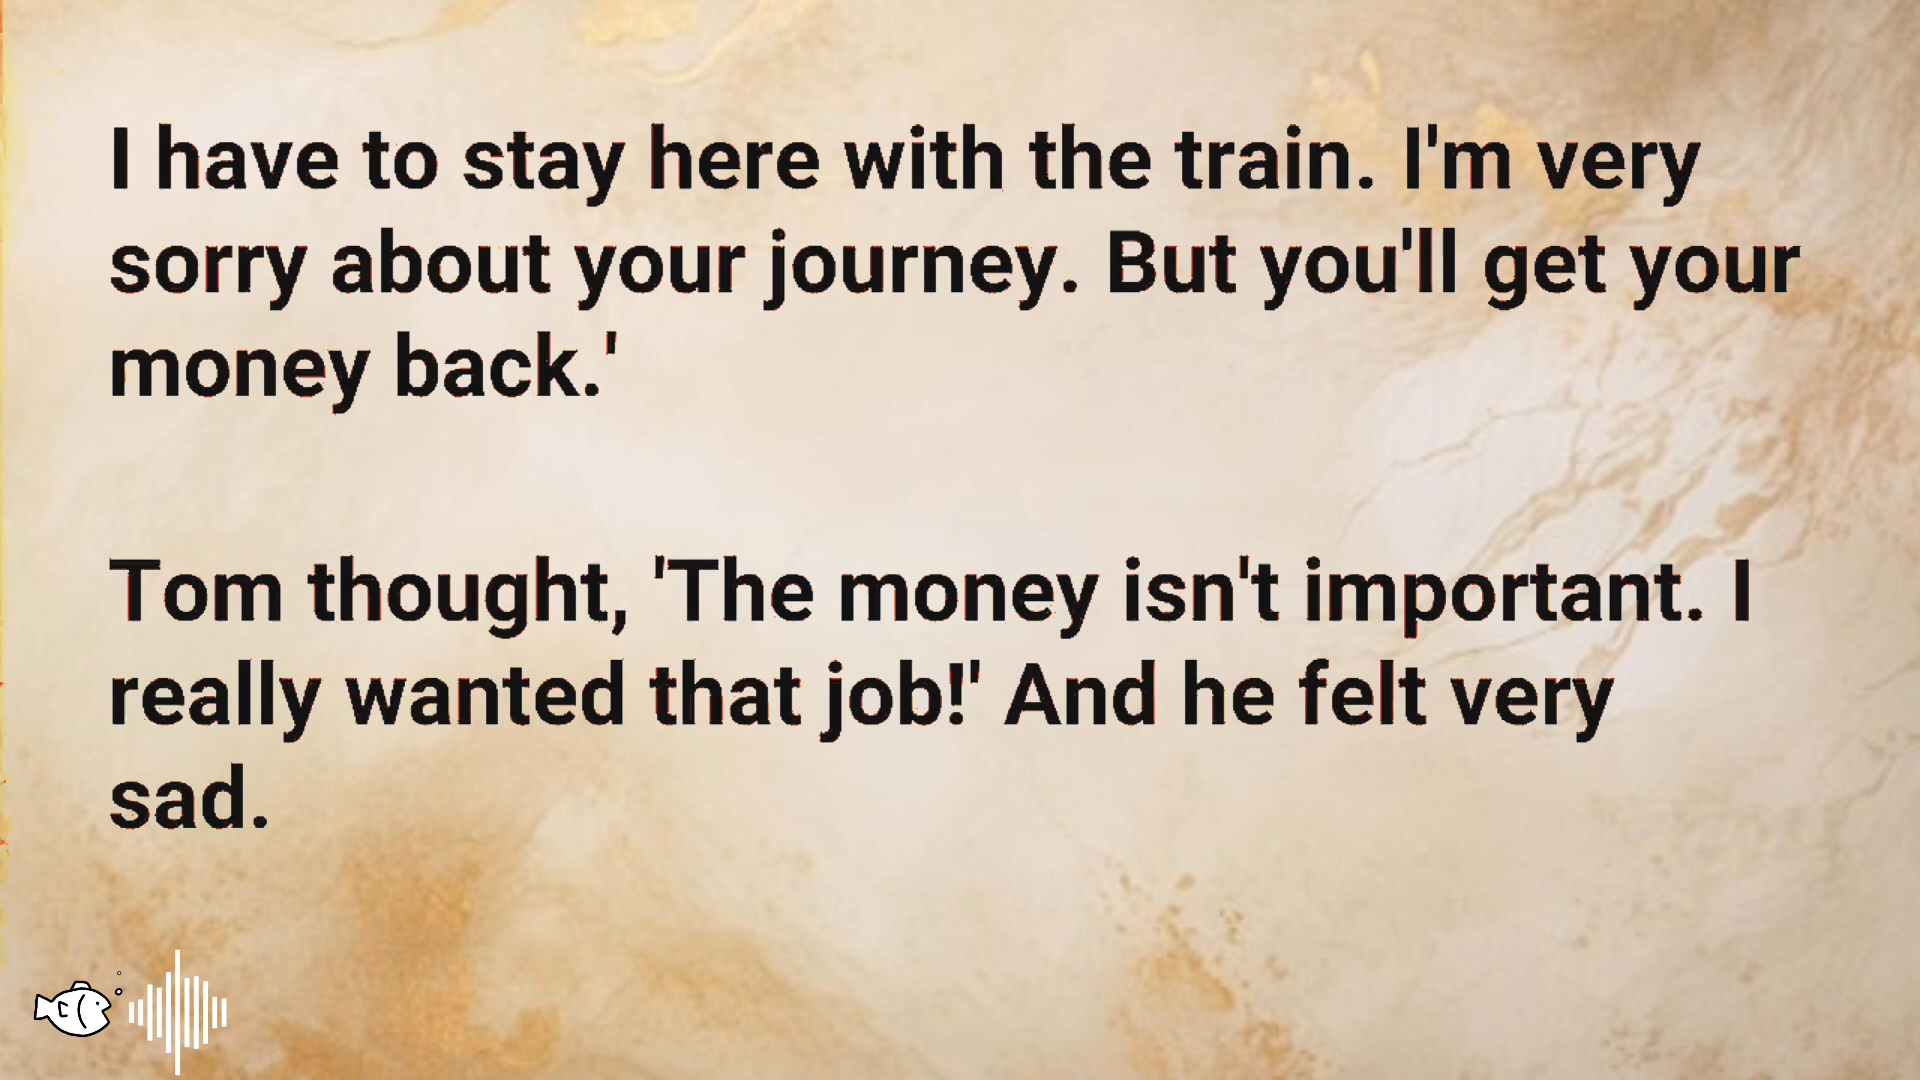 I have to stay here with the train. I'm very
sorry about your journey. But you'll get your
money back.'
Tom thought, 'The money isn't important. I
really wanted that job!' And he felt very
sad.